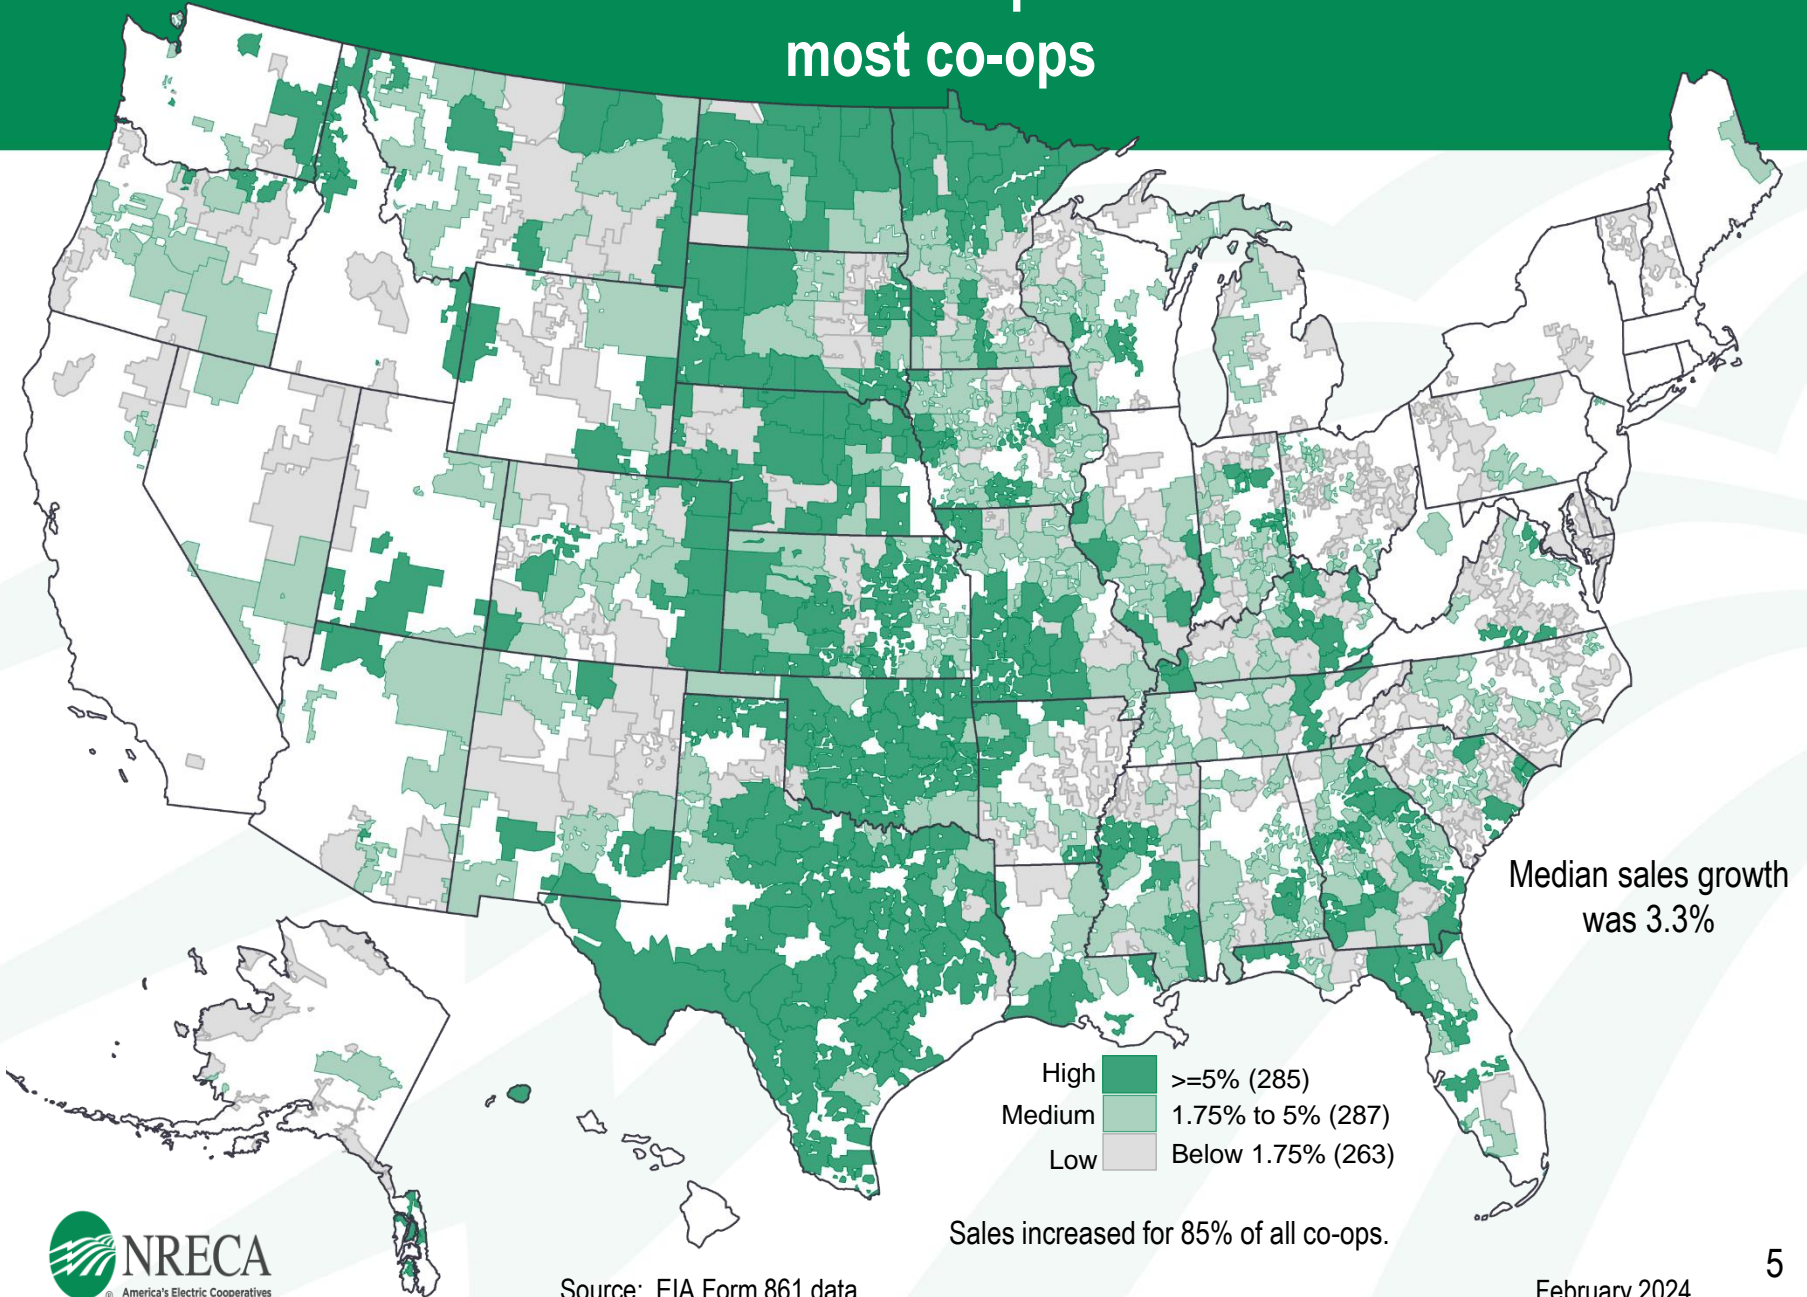 most co-ops
Median sales growth
was 3.3%
High >=5% (285)
Medium 1.75% to 5% (287)
Low Below 1.75% (263)
Sales increased for 85% of all co-ops.
NRECA
America's Electric Cooperatives
®
Source: EIA Form 861 data
February 2024
5